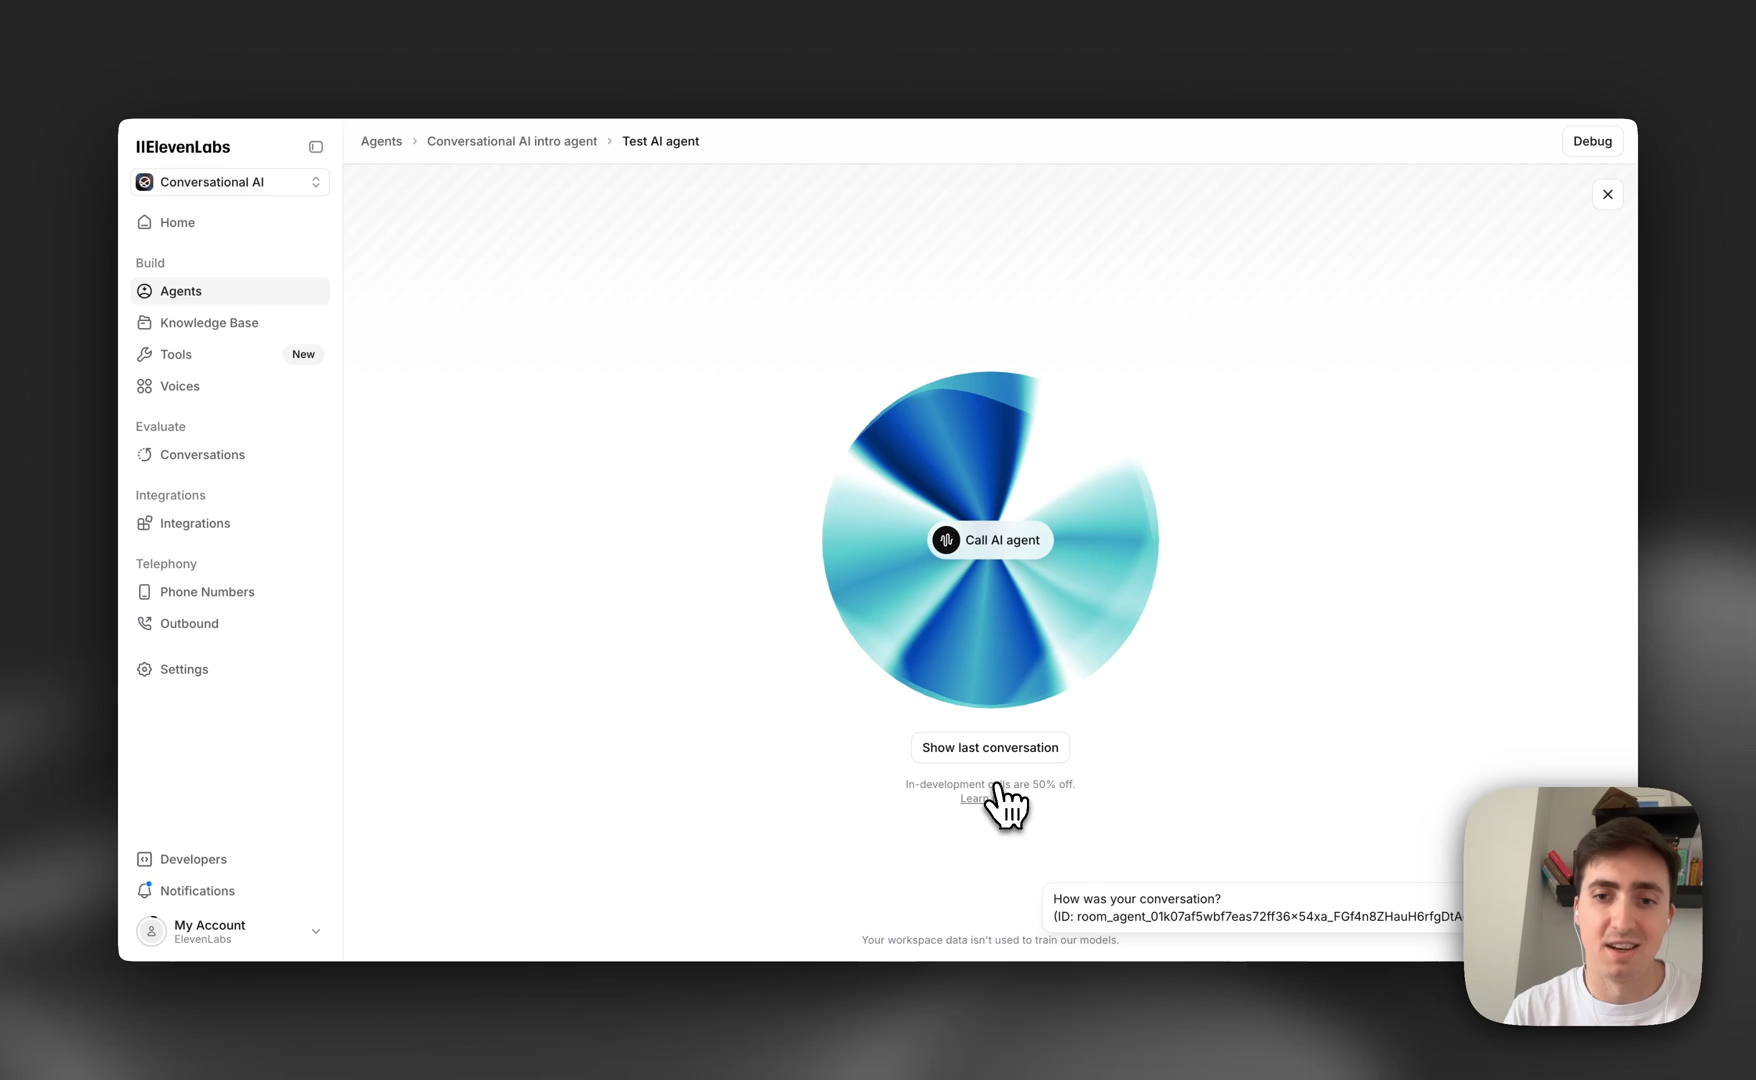 IIElevenLabs
Conversational AI
Home
Build
Agents
Knowledge Base
Tools
New
Voices
Evaluate
Conversations
Integrations
Integrations
Telephony
Phone Numbers
Outbound
Settings
Developers
Notifications
My Account
ElevenLabs
Agents > Conversational AI intro agent > Test AI agent
Debug
Call AI agent
Show last conversation
In-development are 50% off.
Learn
How was your conversation?
(ID: room_agent_01k07af5wbf7eas72ff36×54xa_FGf4n8ZHauH6rfgDtA
Your workspace data isn't used to train our models.